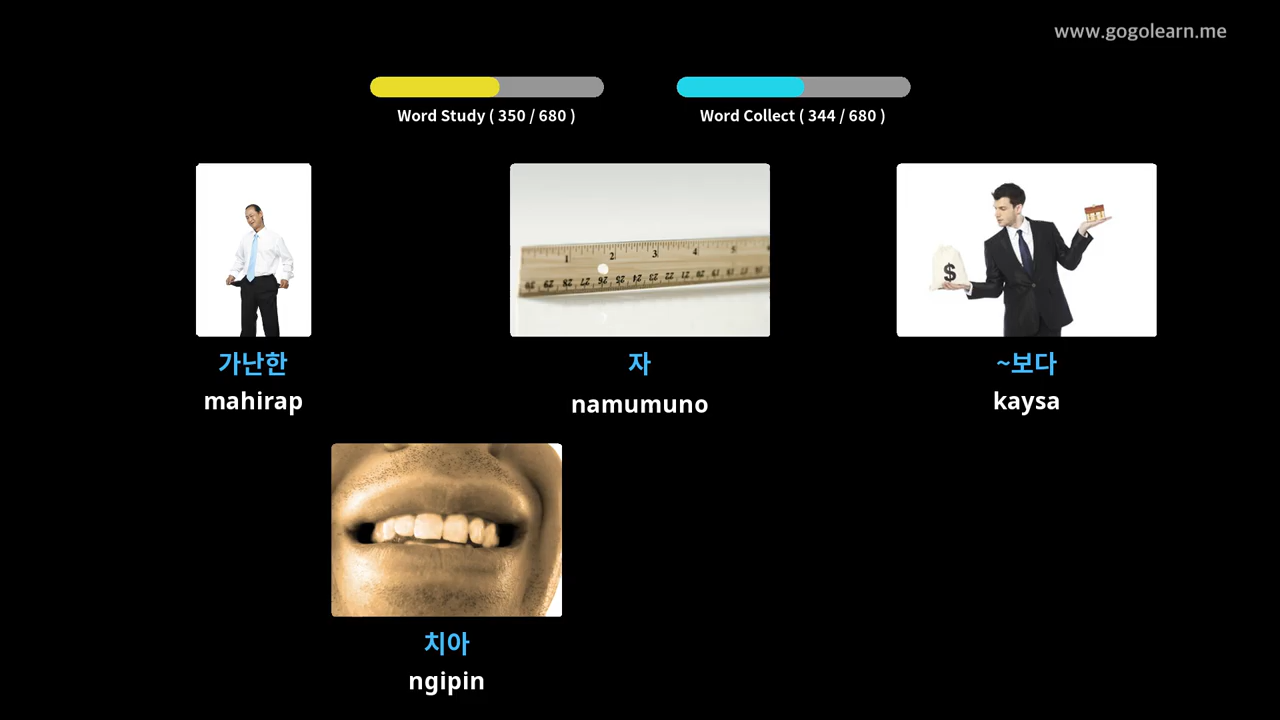 www.gogolearn.me
Word Study ( 350 / 680 )
Word Collect ( 344 / 680 )
가난한
mahirap
자
namumuno
~보다
kaysa
$
치아
ngipin